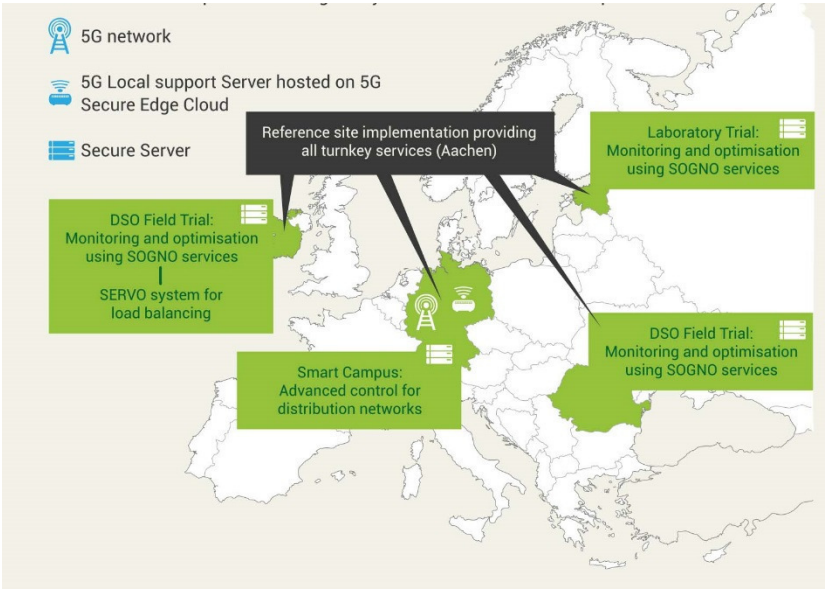 5G network
5G Local support Server hosted on 5G
Secure Edge Cloud
Secure Server
Reference site implementation providing
all turnkey services (Aachen)
Laboratory Trial:
Monitoring and optimisation
using SOGNO services
DSO Field Trial:
Monitoring and optimisation
using SOGNO services
SERVO system for
load balancing
DSO Field Trial:
Monitoring and optimisation
using SOGNO services
Smart Campus:
Advanced control for
distribution networks